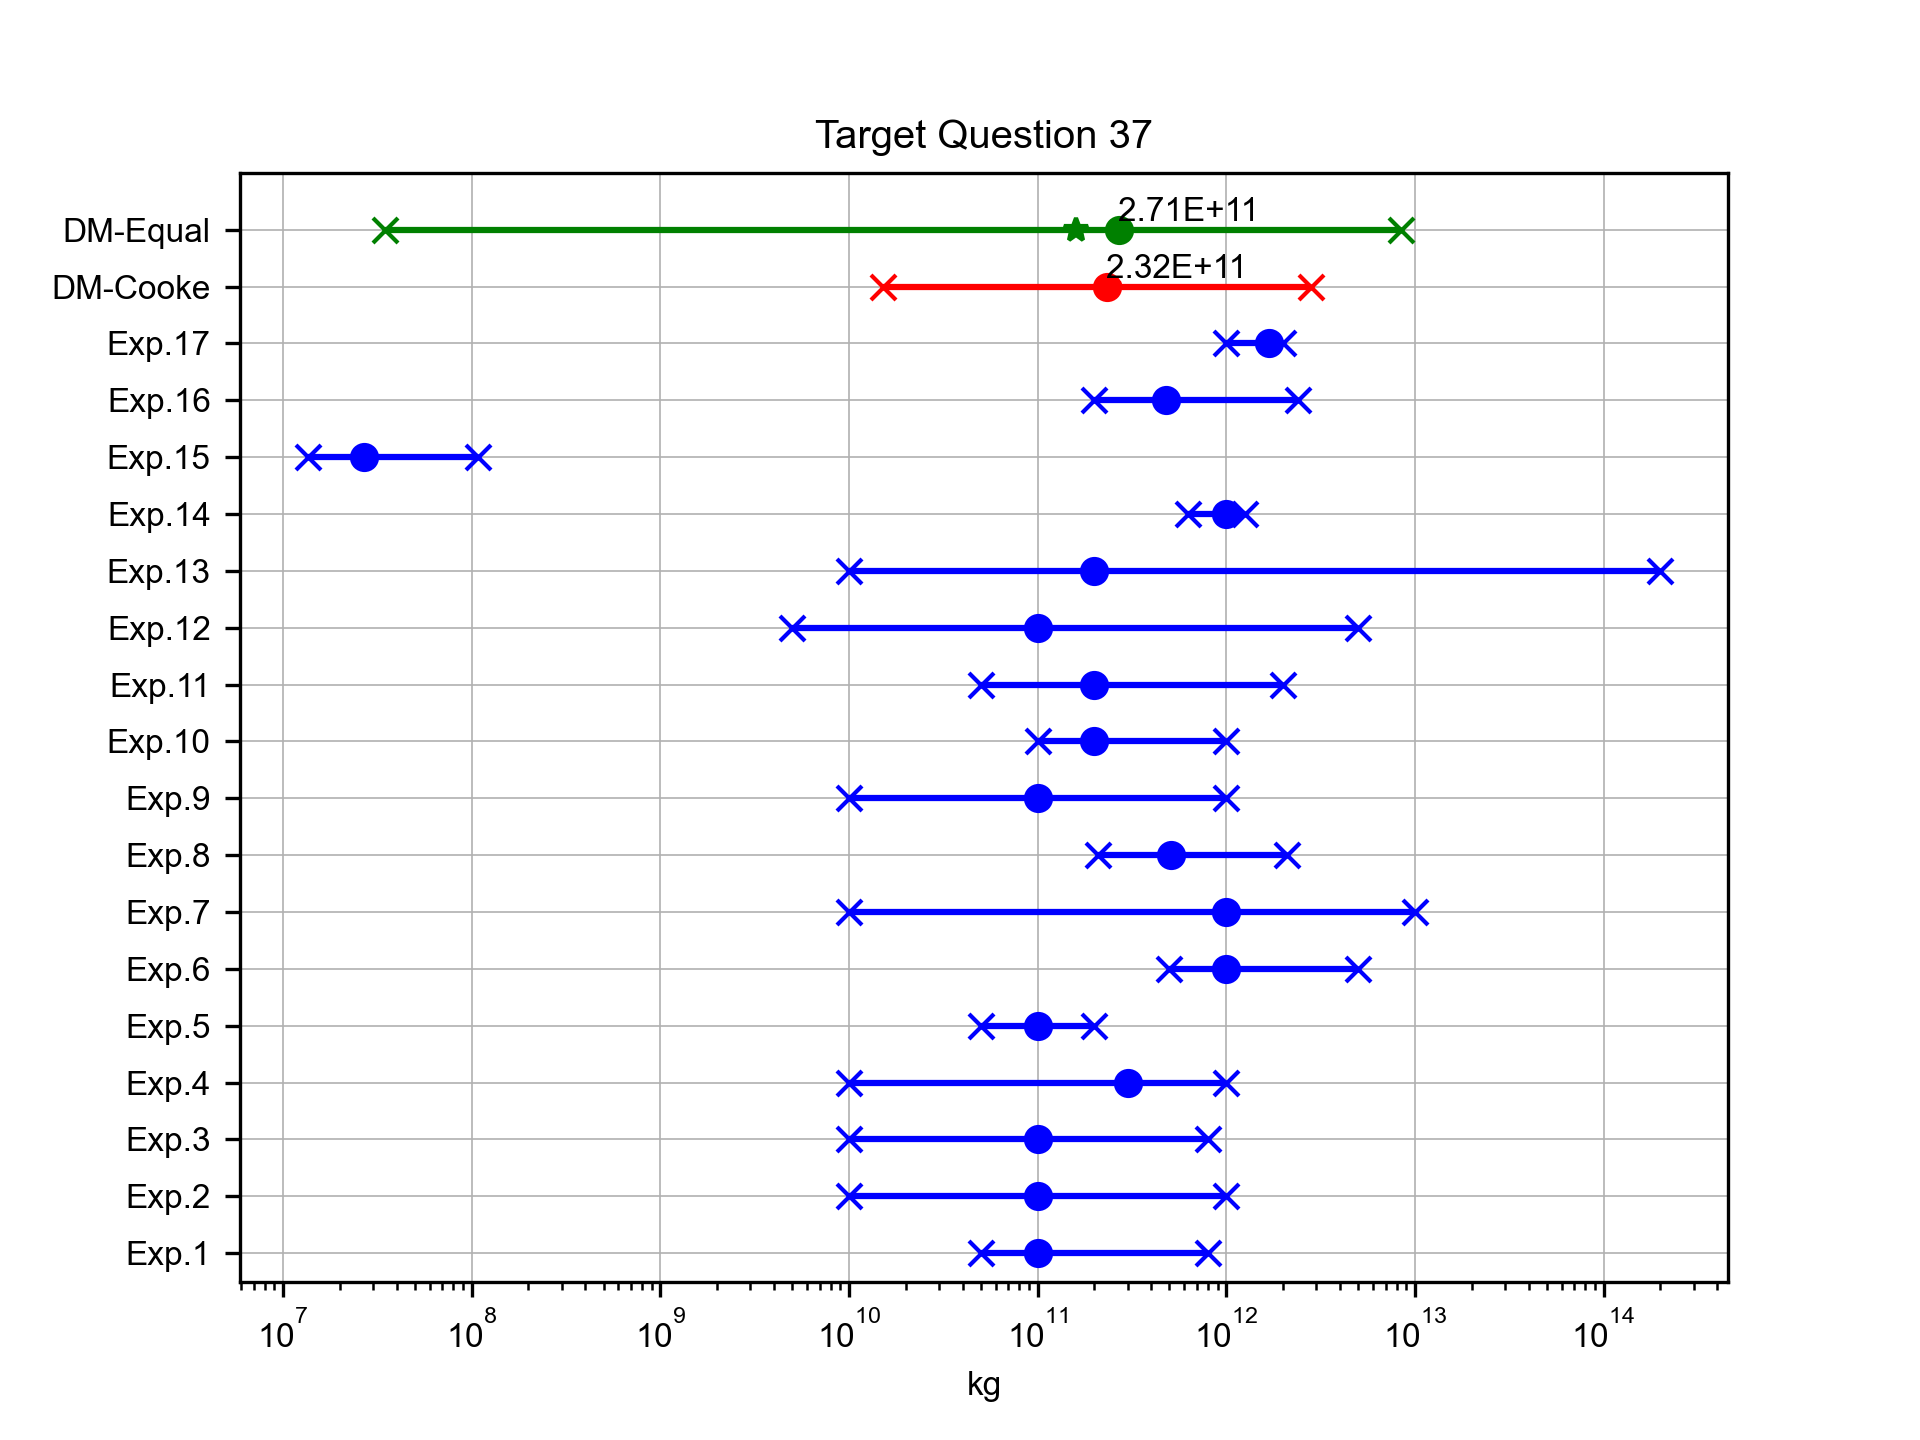 Target Question 37
DM-Equal
2.71E+11
DM-Cooke
2.32E+11
Exp.17
Exp.16
Exp.15
Exp.14
Exp.13
Exp.12
Exp.11
Exp.10
Exp.9
Exp.8
Exp.7
Exp.6
Exp.5
Exp.4
Exp.3
Exp.2
Exp.1
10^7 10^8 10^9 10^10 10^11 10^12 10^13 10^14
kg